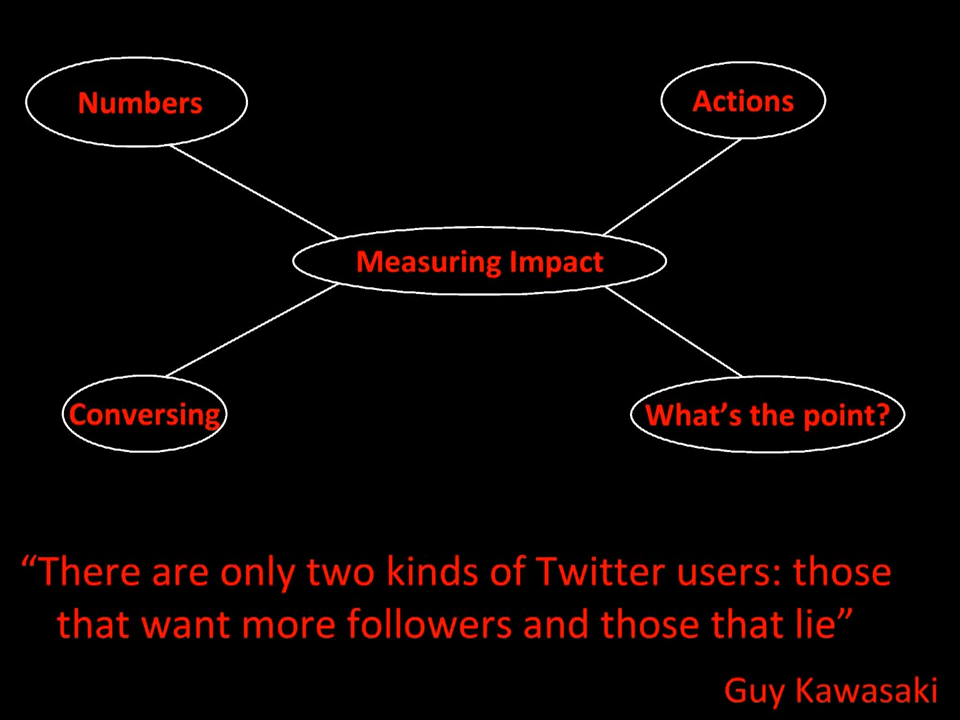 Numbers
Actions
Measuring Impact
Conversing
What’s the point?
“There are only two kinds of Twitter users: those
that want more followers and those that lie”
Guy Kawasaki